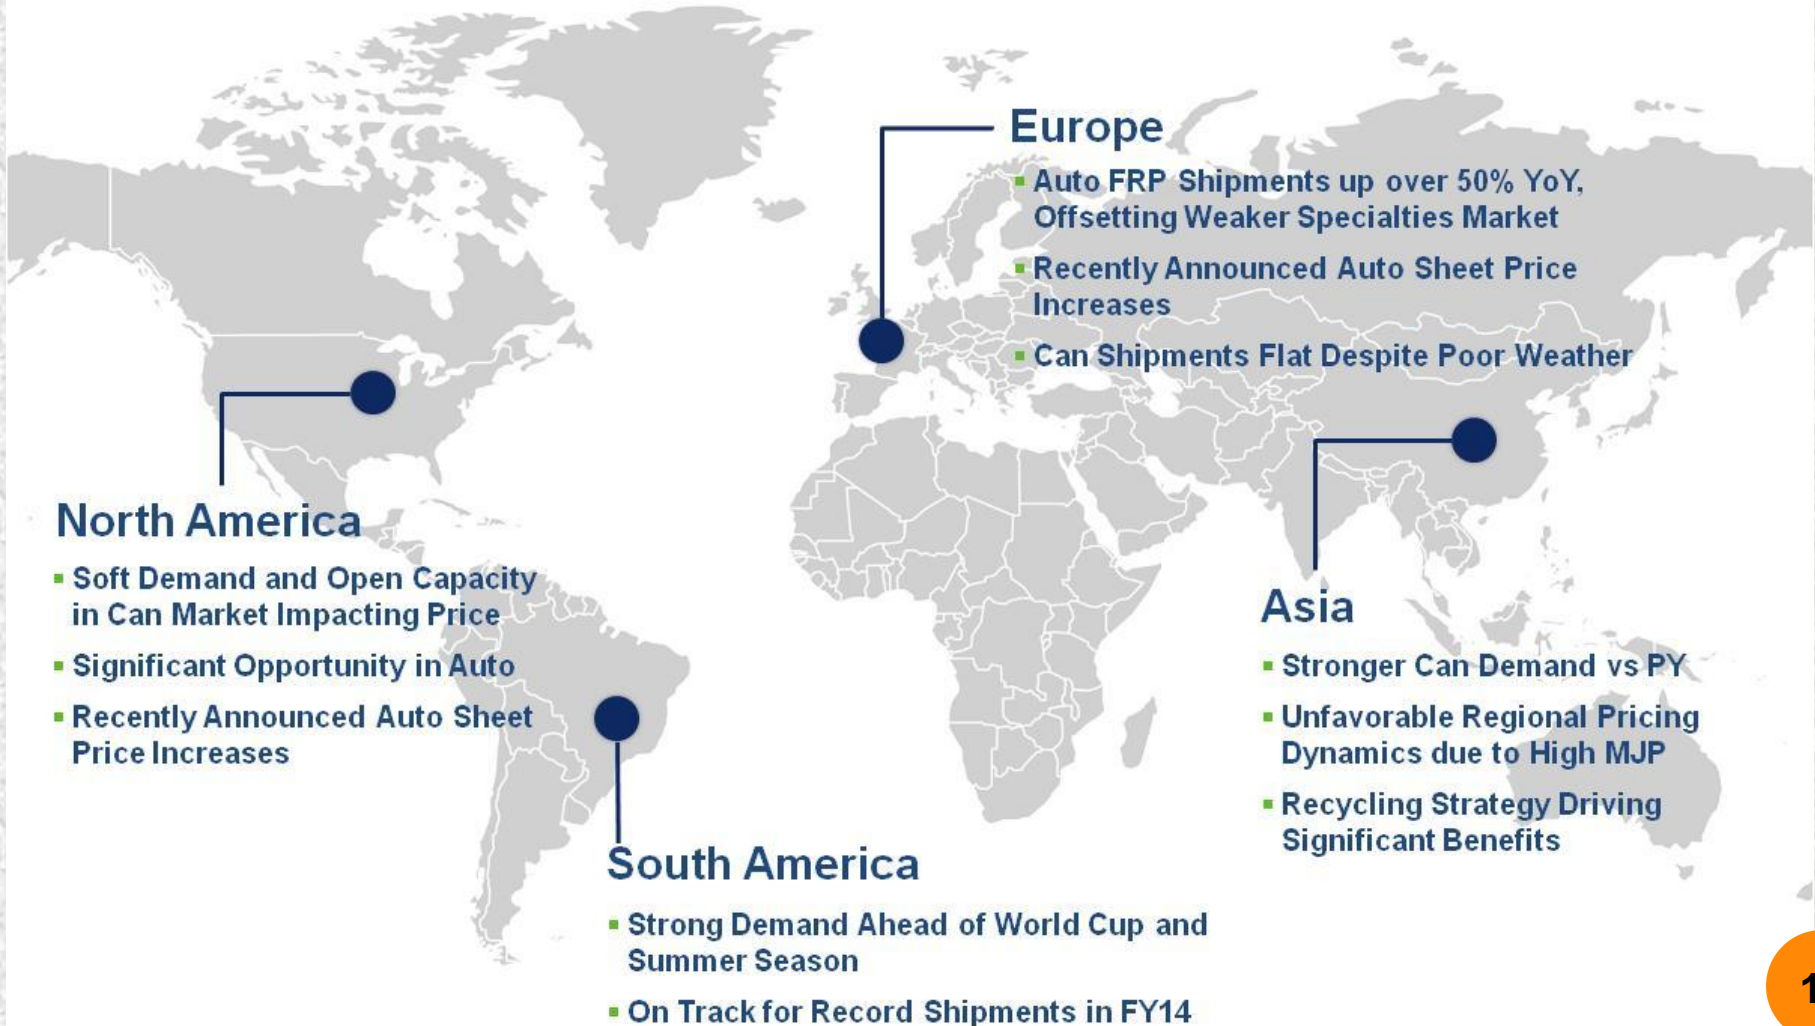 Europe
▪ Auto FRP Shipments up over 50% YoY,
Offsetting Weaker Specialties Market
▪ Recently Announced Auto Sheet Price
Increases
▪ Can Shipments Flat Despite Poor Weather
North America
▪ Soft Demand and Open Capacity
in Can Market Impacting Price
▪ Significant Opportunity in Auto
▪ Recently Announced Auto Sheet
Price Increases
Asia
▪ Stronger Can Demand vs PY
▪ Unfavorable Regional Pricing
Dynamics due to High MJP
▪ Recycling Strategy Driving
Significant Benefits
South America
▪ Strong Demand Ahead of World Cup and
Summer Season
▪ On Track for Record Shipments in FY14